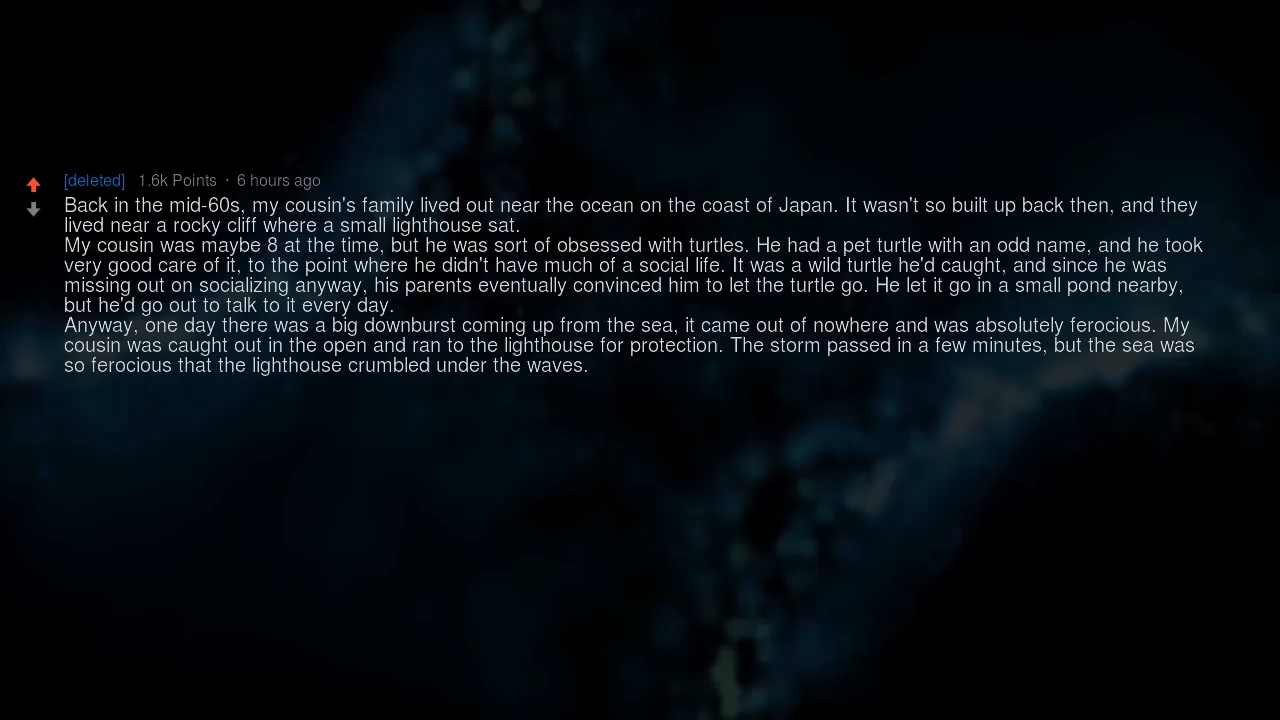 [deleted] 1.6k Points · 6 hours ago
Back in the mid-60s, my cousin's family lived out near the ocean on the coast of Japan. It wasn't so built up back then, and they
lived near a rocky cliff where a small lighthouse sat.
My cousin was maybe 8 at the time, but he was sort of obsessed with turtles. He had a pet turtle with an odd name, and he took
very good care of it, to the point where he didn't have much of a social life. It was a wild turtle he'd caught, and since he was
missing out on socializing anyway, his parents eventually convinced him to let the turtle go. He let it go in a small pond nearby,
but he'd go out to talk to it every day.
Anyway, one day there was a big downburst coming up from the sea, it came out of nowhere and was absolutely ferocious. My
cousin was caught out in the open and ran to the lighthouse for protection. The storm passed in a few minutes, but the sea was
so ferocious that the lighthouse crumbled under the waves.